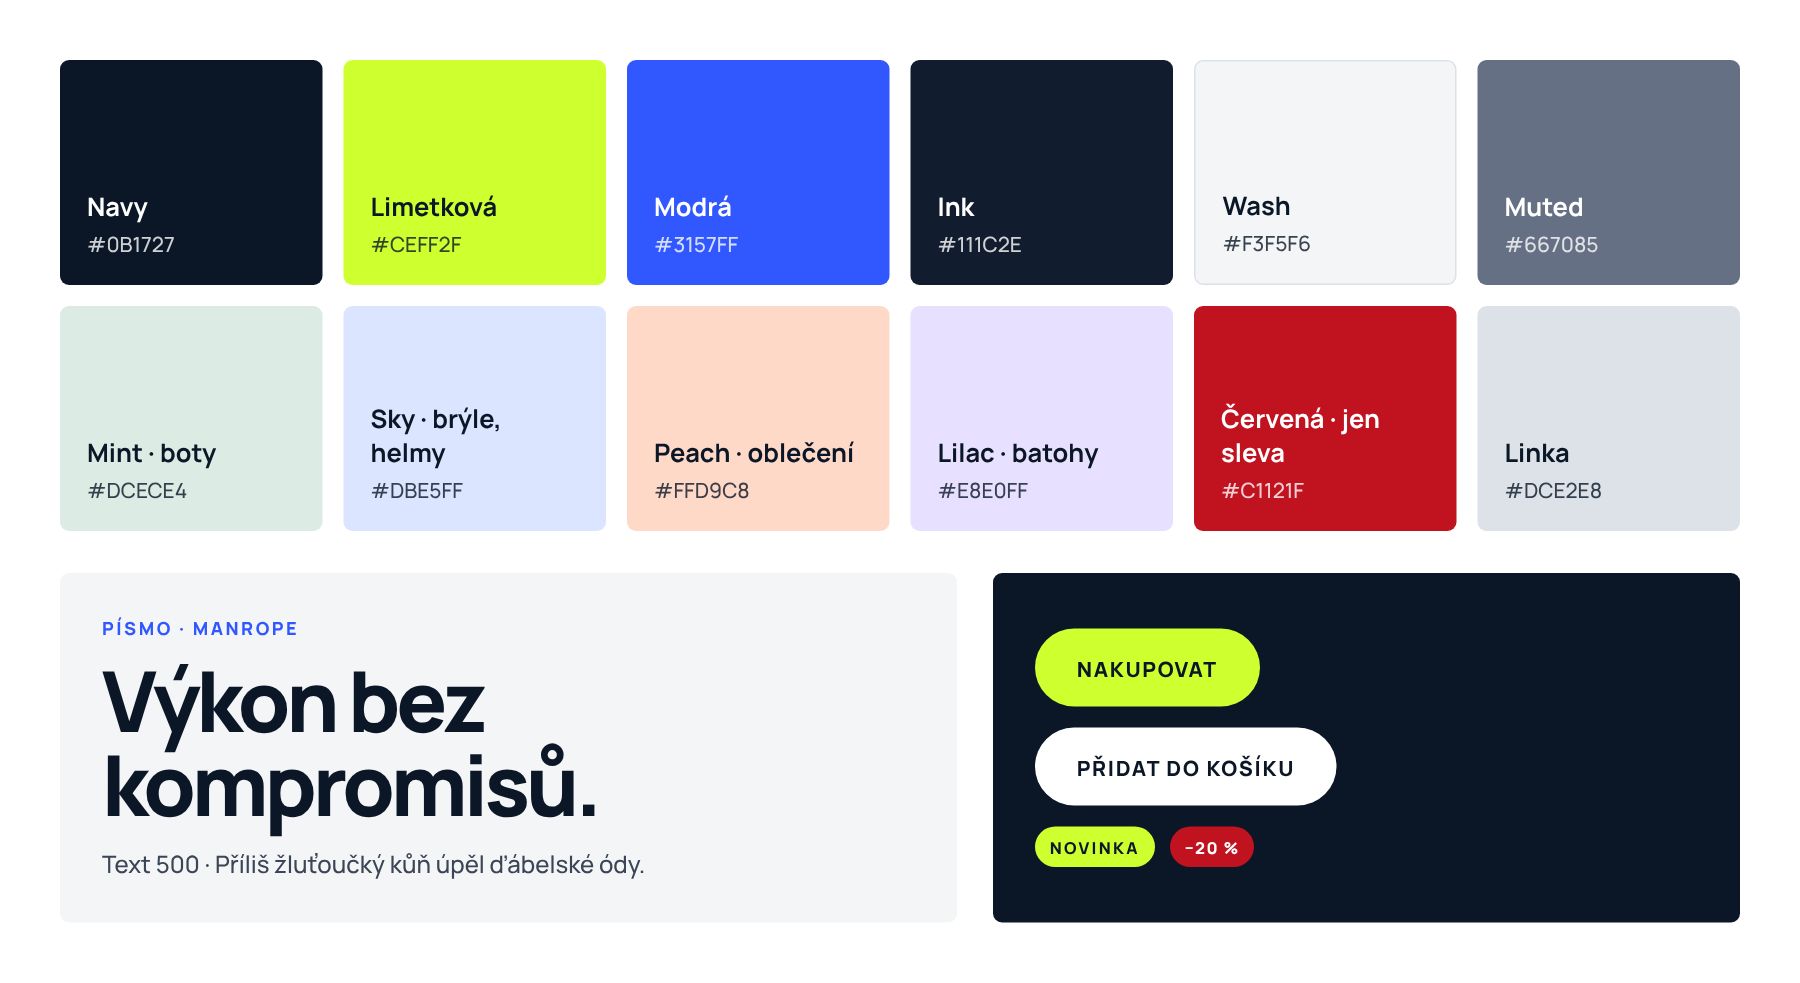 Navy
#0B1727
Limetková
#CEFF2F
Modrá
#3157FF
Ink
#111C2E
Wash
#F3F5F6
Muted
#667085
Mint · boty
#DCECE4
Sky · brýle,
helmy
#DBE5FF
Peach · oblečení
#FFD9C8
Lilac · batohy
#E8E0FF
Červená · jen
sleva
#C1121F
Linka
#DCE2E8
PÍSMO · MANROPE
Výkon bez
kompromisů.
Text 500 · Příliš žluťoučký kůň úpěl ďábelské ódy.
NAKUPOVAT
PŘIDAT DO KOŠÍKU
NOVINKA
−20 %